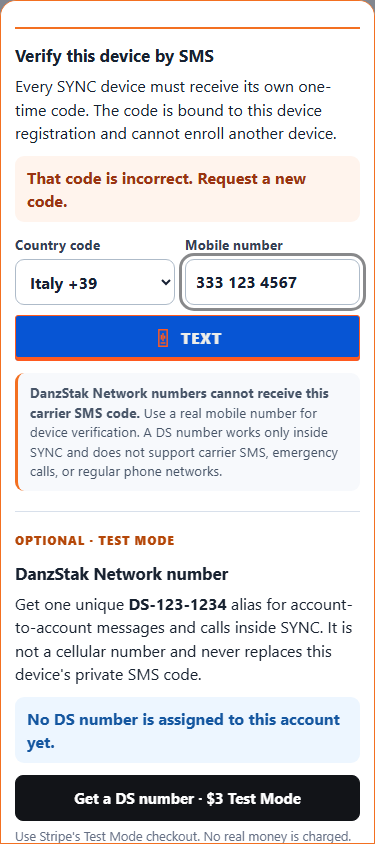 Verify this device by SMS
Every SYNC device must receive its own one-
time code. The code is bound to this device
registration and cannot enroll another device.
That code is incorrect. Request a new
code.
Country code
Mobile number
Italy +39
333 123 4567
TEXT
DanzStak Network numbers cannot receive this
carrier SMS code. Use a real mobile number for
device verification. A DS number works only inside
SYNC and does not support carrier SMS, emergency
calls, or regular phone networks.
OPTIONAL · TEST MODE
DanzStak Network number
Get one unique DS-123-1234 alias for account-
to-account messages and calls inside SYNC. It is
not a cellular number and never replaces this
device's private SMS code.
No DS number is assigned to this account
yet.
Get a DS number · $3 Test Mode
Use Stripe's Test Mode checkout. No real money is charged.